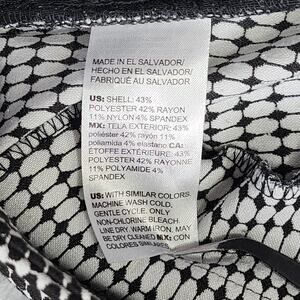 MADE IN EL SALVADOR/
HECHO EN EL SALVADOR/
FABRIQUÉ AU SALVADOR
US: SHELL: 43%
POLYESTER 42% RAYON
11% NYLON 4% SPANDEX
MX: TELA EXTERIOR: 43%
poliéster 42% rayón 11%
poliamida 4% elastano CA:
ÉTOFFE EXTÉRIEURE: 43%
POLYESTER 42% RAYONNE
11% POLYAMIDE 4%
SPANDEX
US: WITH SIMILAR COLORS.
MACHINE WASH COLD,
GENTLE CYCLE. ONLY
NON-CHLORINE BLEACH.
LINE DRY. WARM IRON, MAY
BE DRY CLEANED MX: CON
COLORES SIMILARES